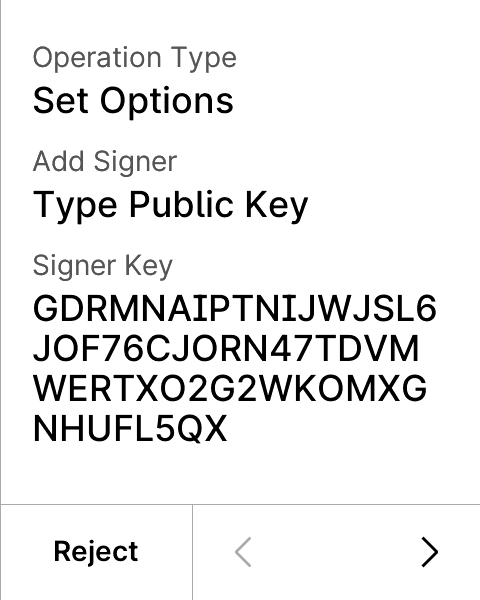 Operation Type
Set Options
Add Signer
Type Public Key
Signer Key
GDRMNAIPTNIJWJSL6
JOF76CJORN47TDVM
WERTXO2G2WKOMXG
NHUFL5QX
Reject